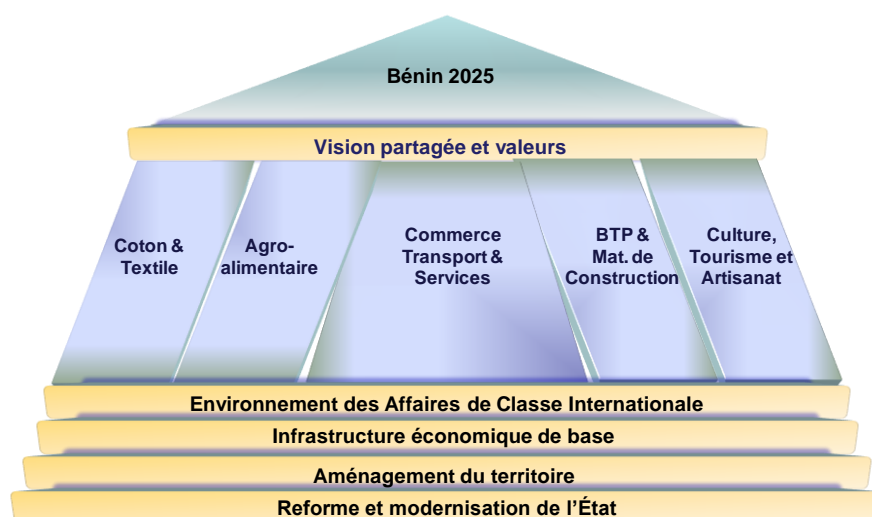 Bénin 2025
Vision partagée et valeurs
Coton &
Textile
Agro-
alimentaire
Commerce
Transport &
Services
BTP &
Mat. de
Construction
Culture,
Tourisme et
Artisanat
Environnement des Affaires de Classe Internationale
Infrastructure économique de base
Aménagement du territoire
Reforme et modernisation de l’État